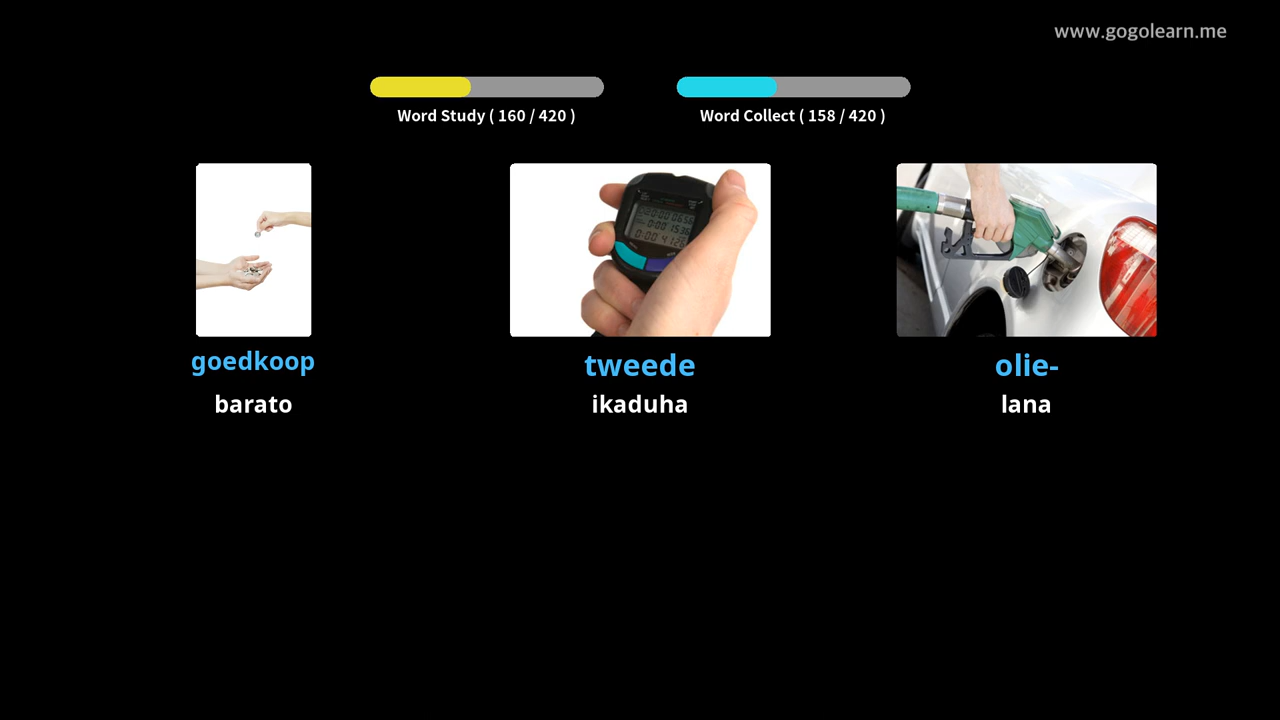 www.gogolearn.me
Word Study ( 160 / 420 )
Word Collect ( 158 / 420 )
goedkoop
barato
tweede
ikaduha
olie-
lana